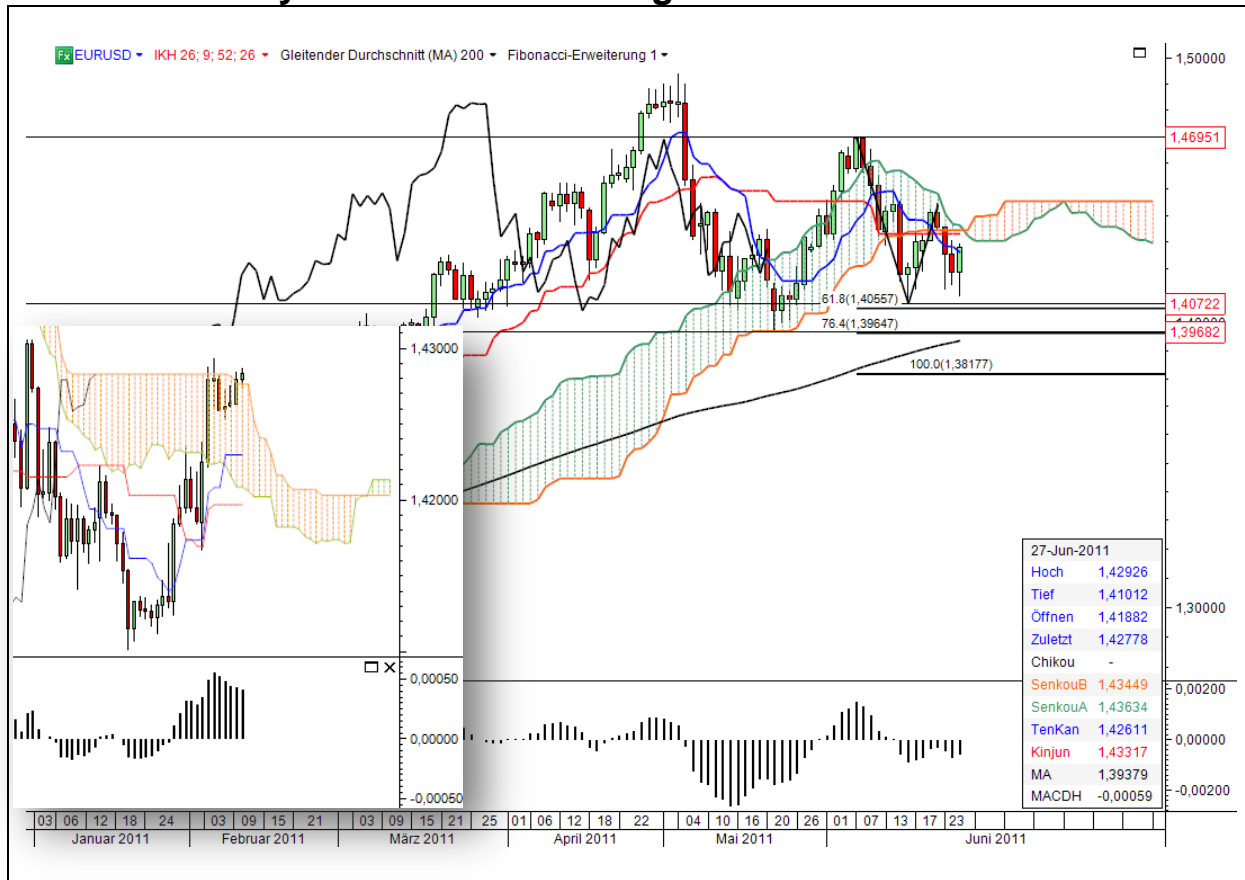 EURUSD IKH 26; 9; 52; 26 Gleitender Durchschnitt (MA) 200 Fibonacci-Erweiterung 1
1,50000
1,46951
61.8(1,40557)
1,40722
76.4(1,39647)
1,39682
100.0(1,38177)
1,43000
1,42000
1,30000
27-Jun-2011
Hoch 1,42926
Tief 1,41012
Öffnen 1,41882
Zuletzt 1,42778
Chikou -
SenkouB 1,43449
SenkouA 1,43634
TenKan 1,42611
Kinjun 1,43317
MA 1,39379
MACDH -0,00059
0,00050
0,00000
-0,00050
0,00200
0,00000
-0,00200
03 06 12 18 24 03 09 15 21 03 09 15 21 25 01 06 12 18 22 04 10 16 20 26 01 07 13 17 23
Januar 2011 Februar 2011 März 2011 April 2011 Mai 2011 Juni 2011